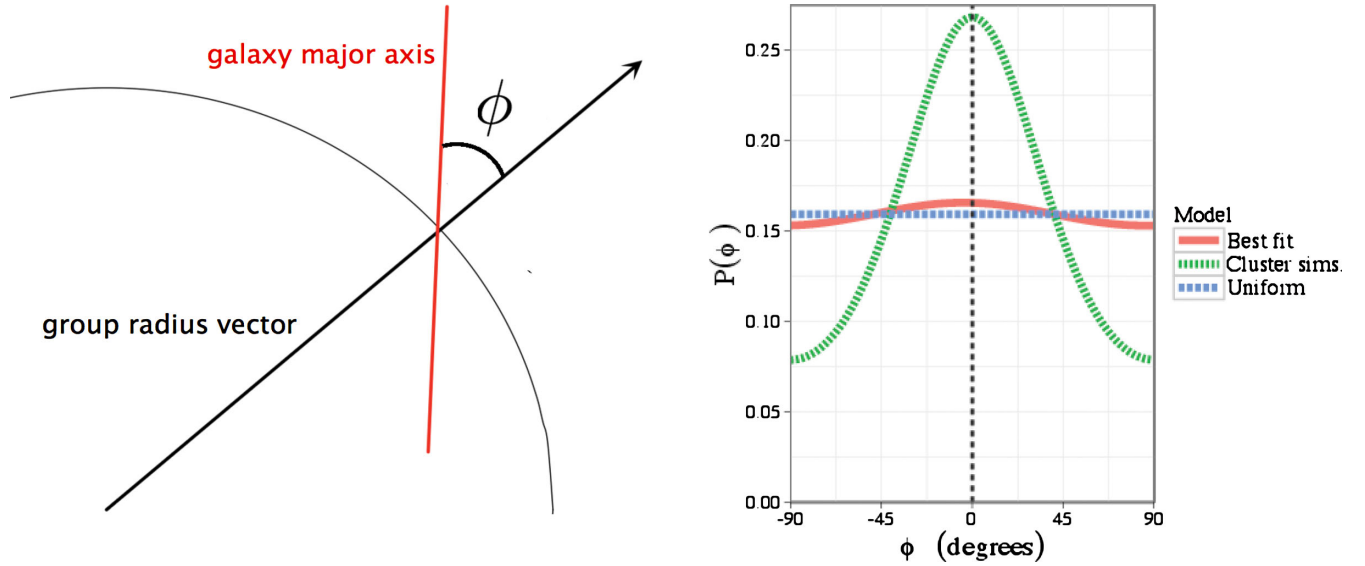 galaxy major axis
ϕ
group radius vector
P(ϕ)
0.25
0.20
0.15
0.10
0.05
0.00
-90
-45
0
45
90
ϕ (degrees)
Model
Best fit
Cluster sims.
Uniform